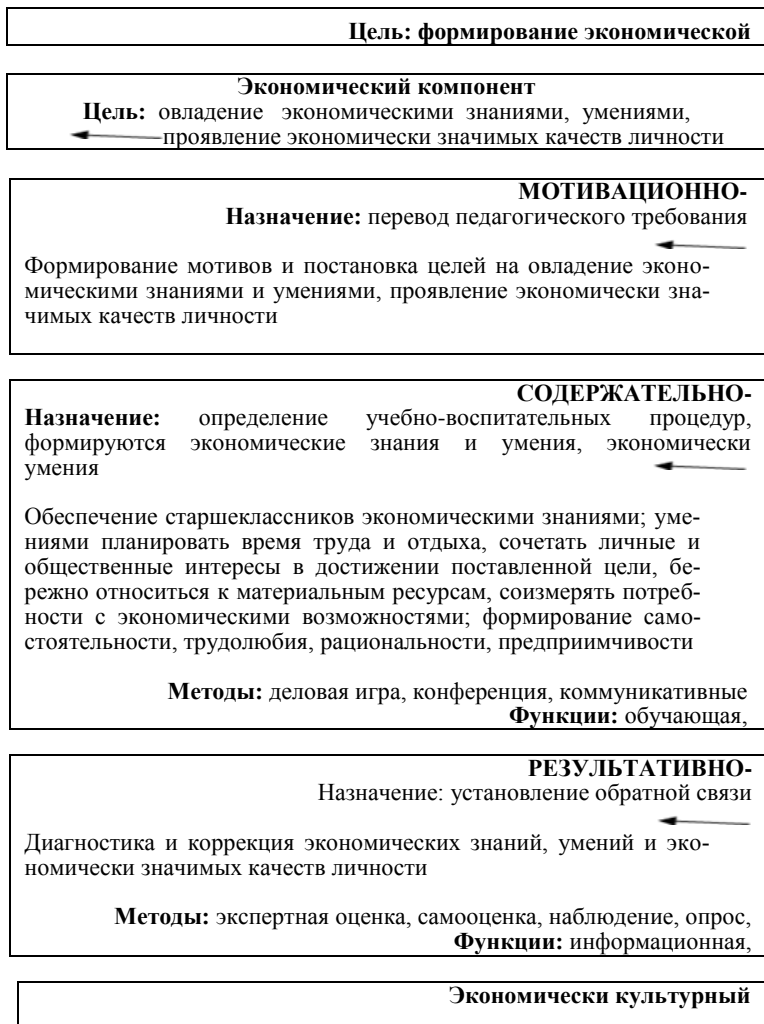 Цель: формирование экономической
Экономический компонент
Цель: овладение экономическими знаниями, умениями,
проявление экономически значимых качеств личности
МОТИВАЦИОННО-
Назначение: перевод педагогического требования
Формирование мотивов и постановка целей на овладение эконо-
мическими знаниями и умениями, проявление экономически зна-
чимых качеств личности
СОДЕРЖАТЕЛЬНО-
Назначение: определение учебно-воспитательных процедур,
формируются экономические знания и умения, экономически
умения
Обеспечение старшеклассников экономическими знаниями; уме-
ниями планировать время труда и отдыха, сочетать личные и
общественные интересы в достижении поставленной цели, бе-
режно относиться к материальным ресурсам, соизмерять потреб-
ности с экономическими возможностями; формирование само-
стоятельности, трудолюбия, рациональности, предприимчивости
Методы: деловая игра, конференция, коммуникативные
Функции: обучающая,
РЕЗУЛЬТАТИВНО-
Назначение: установление обратной связи
Диагностика и коррекция экономических знаний, умений и эко-
номически значимых качеств личности
Методы: экспертная оценка, самооценка, наблюдение, опрос,
Функции: информационная,
Экономически культурный